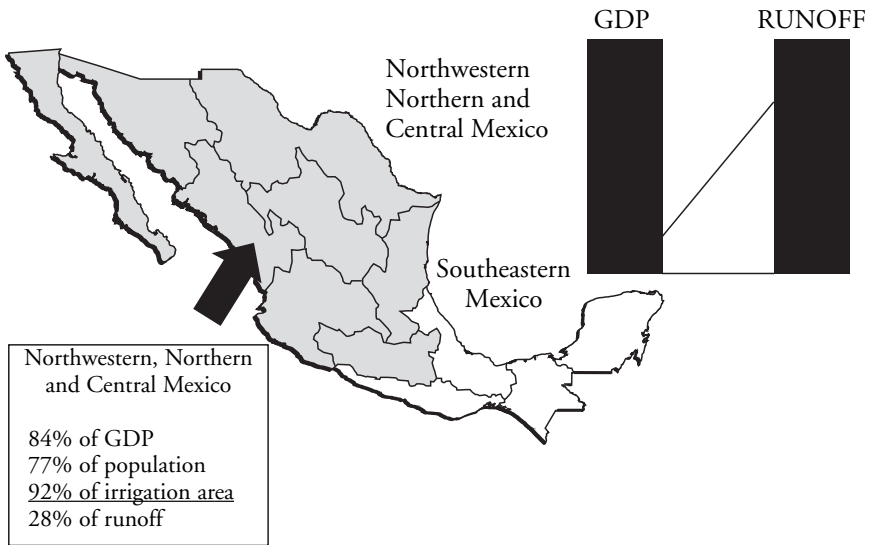 GDP
RUNOFF
Northwestern
Northern and
Central Mexico
Southeastern
Mexico
Northwestern, Northern
and Central Mexico
84% of GDP
77% of population
92% of irrigation area
28% of runoff